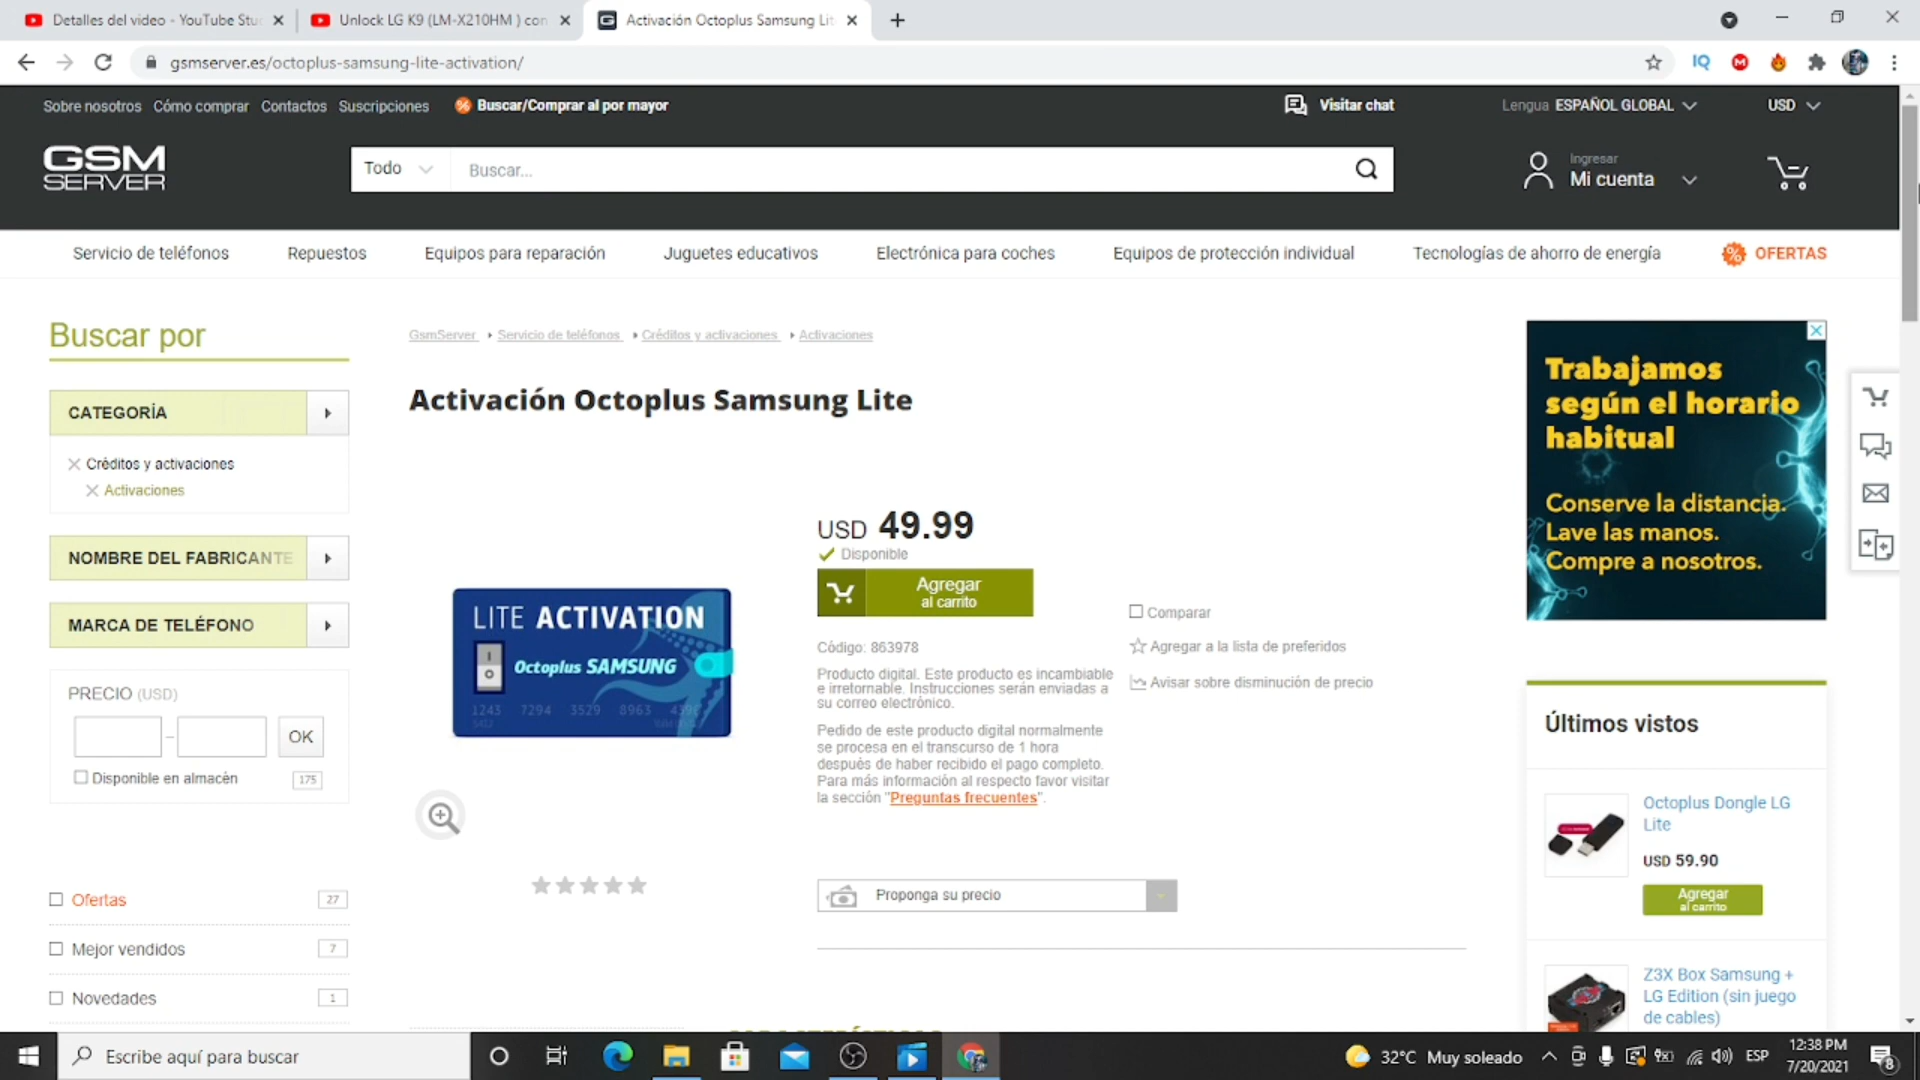 Detalles del video - YouTube Stu
Unlock LG K9 (LM-X210HM ) con
Activación Octoplus Samsung Lit
gsmserver.es/octoplus-samsung-lite-activation/
Sobre nosotros Cómo comprar Contactos Suscripciones Buscar/Comprar al por mayor
Visitar chat
Lengua ESPAÑOL GLOBAL
USD
GSM
SERVER
Todo
Buscar...
Ingresar
Mi cuenta
Servicio de teléfonos
Repuestos
Equipos para reparación
Juguetes educativos
Electrónica para coches
Equipos de protección individual
Tecnologías de ahorro de energía
OFERTAS
Buscar por
CATEGORÍA
Créditos y activaciones
Activaciones
NOMBRE DEL FABRICANTE
MARCA DE TELÉFONO
PRECIO (USD)
OK
Disponible en almacén 175
Ofertas 27
Mejor vendidos 7
Novedades 1
GsmServer Servicio de teléfonos Créditos y activaciones Activaciones
Activación Octoplus Samsung Lite
LITE ACTIVATION
Octoplus SAMSUNG
1243 7294 3529 8963
USD 49.99
Disponible
Agregar
al carrito
Código: 863978
Producto digital. Este producto es incambiable
e irretornable. Instrucciones serán enviadas a
su correo electrónico.
Pedido de este producto digital normalmente
se procesa en el transcurso de 1 hora
después de haber recibido el pago completo.
Para más información al respecto favor visitar
la sección "Preguntas frecuentes".
Comparar
Agregar a la lista de preferidos
Avisar sobre disminución de precio
Proponga su precio
Trabajamos
según el horario
habitual
Conserve la distancia.
Lave las manos.
Compre a nosotros.
Últimos vistos
Octoplus Dongle LG
Lite
USD 59.90
Agregar
al carrito
Z3X Box Samsung +
LG Edition (sin juego
de cables)
Escribe aquí para buscar
32°C Muy soleado
ESP
12:38 PM
7/20/2021
8